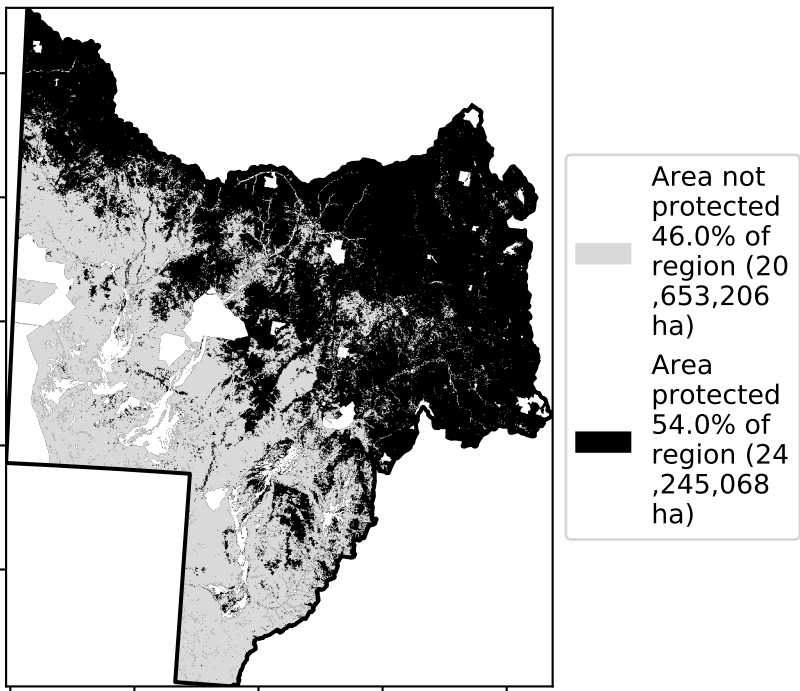 Area not
protected
46.0% of
region (20
,653,206
ha)
Area
protected
54.0% of
region (24
,245,068
ha)